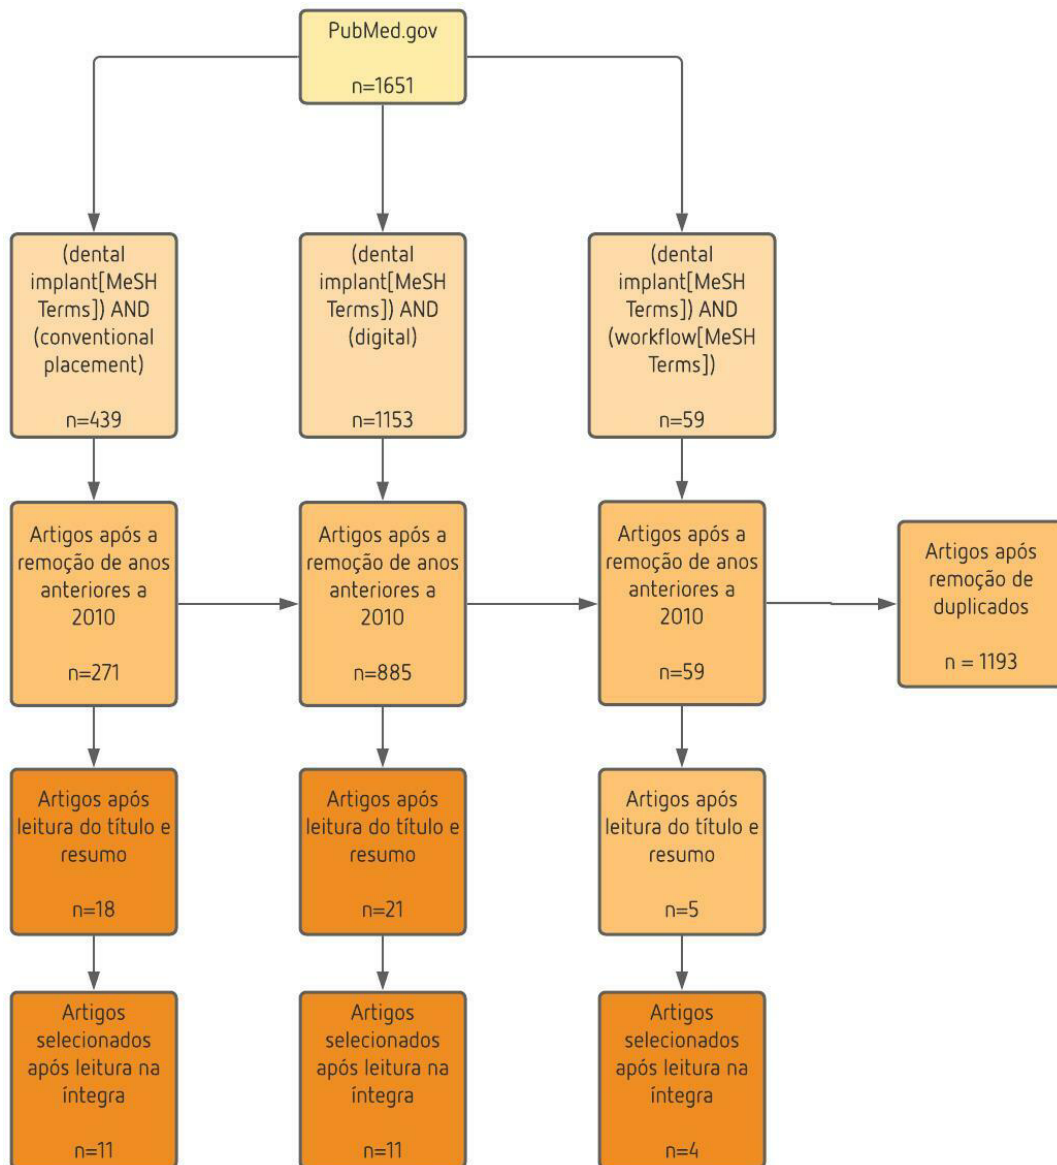 PubMed.gov
n=1651
(dental
implant[MeSH
Terms]) AND
(conventional
placement)
n=439
(dental
implant[MeSH
Terms]) AND
(digital)
n=1153
(dental
implant[MeSH
Terms]) AND
(workflow[MeSH
Terms])
n=59
Artigos após a
remoção de anos
anteriores a
2010
n=271
Artigos após a
remoção de anos
anteriores a
2010
n=885
Artigos após a
remoção de anos
anteriores a
2010
n=59
Artigos após
remoção de
duplicados
n = 1193
Artigos após
leitura do título e
resumo
n=18
Artigos após
leitura do título e
resumo
n=21
Artigos após
leitura do título e
resumo
n=5
Artigos
selecionados
após leitura na
íntegra
n=11
Artigos
selecionados
após leitura na
íntegra
n=11
Artigos
selecionados
após leitura na
íntegra
n=4